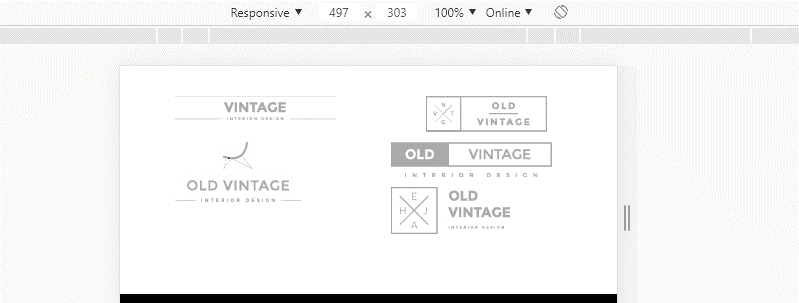 Responsive ▼ 497 × 303 100% ▼ Online ▼
VINTAGE
INTERIOR DESIGN
OLD VINTAGE
INTERIOR DESIGN
N
V T
G
OLD
VINTAGE
OLD VINTAGE
INTERIOR DESIGN
E
H J
A
OLD
VINTAGE
INTERIOR DESIGN